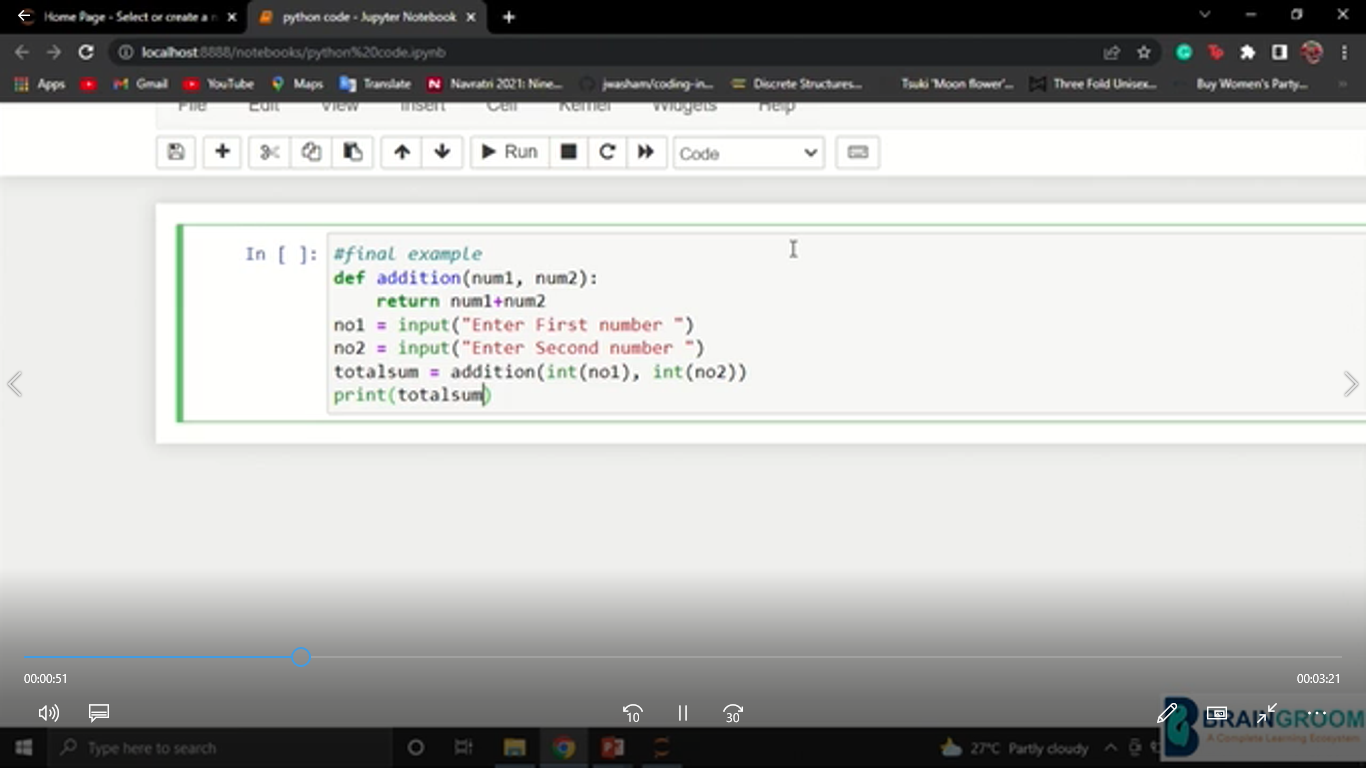 Home Page - Select or create a n
python code - Jupyter Notebook
localhost:8888/notebooks/python%20code.ipynb
Apps
Gmail
YouTube
Maps
Translate
Navratri 2021: Nine...
jwasham/coding-in...
Discrete Structures...
Tsuki 'Moon flower'...
Three Fold Unisex...
Buy Women's Party...
File Edit View Insert Cell Kernel Widgets Help
Run
Code
In [ ]:
#final example
def addition(num1, num2):
return num1+num2
no1 = input("Enter First number ")
no2 = input("Enter Second number ")
totalsum = addition(int(no1), int(no2))
print(totalsum)
00:00:51
00:03:21
10
30
BRAINGROOM
A Complete Learning Ecosystem
Type here to search
27°C Partly cloudy